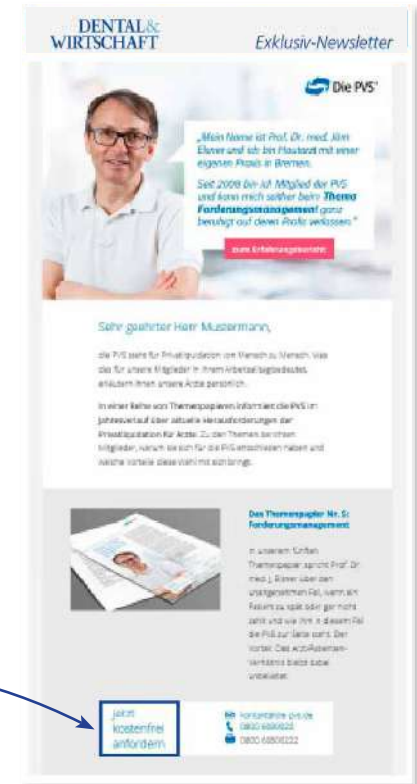 DENTAL&
WIRTSCHAFT
Exklusiv-Newsletter
Die PVS®
„Mein Name ist Prof. Dr. med. Jörn
Elsner und ich bin Hautarzt mit einer
eigenen Praxis in Bremen.
Seit 2008 bin ich Mitglied der PVS
und kann mich seither beim Thema
Forderungsmanagement ganz
beruhigt auf deren Profis verlassen."
zum Erfahrungsbericht
Sehr geehrter Herr Mustermann,
die PVS steht für Privatliquidation von Mensch zu Mensch. Was
das für unsere Mitglieder in ihrem Arbeitsalltag bedeutet,
erläutern Ihnen unsere Ärzte persönlich.
In einer Reihe von Themenpapieren informiert die PVS im
Jahresverlauf über aktuelle Herausforderungen der
Privatliquidation für Ärzte. Zu den Themen berichten
Mitglieder, warum sie sich für die PVS entschieden haben und
welche Vorteile diese Wahl mit sich bringt.
Das Themenpapier Nr. 5:
Forderungsmanagement
In unserem fünften
Themenpapier spricht Prof. Dr.
med. J. Elsner über den
unangenehmen Fall, wenn ein
Patient zu spät oder gar nicht
zahlt und wie ihm in diesem Fall
die PVS zur Seite steht. Der
Vorteil: Das Arzt-Patienten-
Verhältnis bleibt dabei
unbelastet.
jetzt
kostenfrei
anfordern
kontakt@die-pvs.de